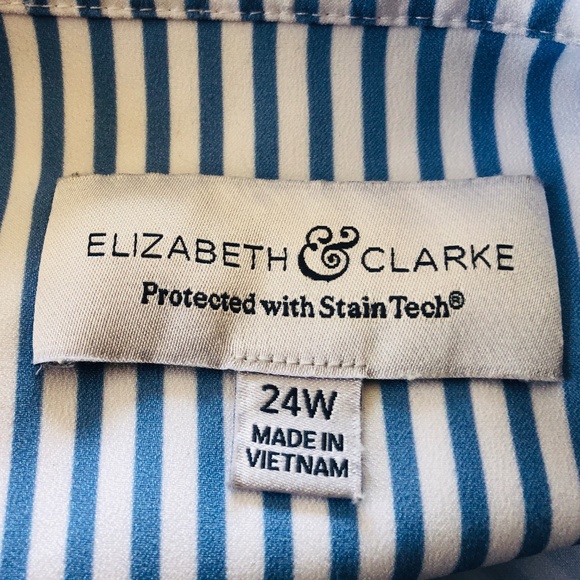 ELIZABETH & CLARKE
Protected with Stain Tech®
24W
MADE IN
VIETNAM